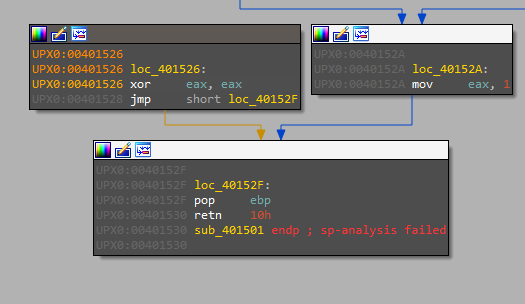 UPX0:00401526
UPX0:00401526 loc_401526:
UPX0:00401526 xor eax, eax
UPX0:00401528 jmp short loc_40152F
UPX0:0040152A
UPX0:0040152A loc_40152A:
UPX0:0040152A mov eax, 1
UPX0:0040152F
UPX0:0040152F loc_40152F:
UPX0:0040152F pop ebp
UPX0:00401530 retn 10h
UPX0:00401530 sub_401501 endp ; sp-analysis failed
UPX0:00401530